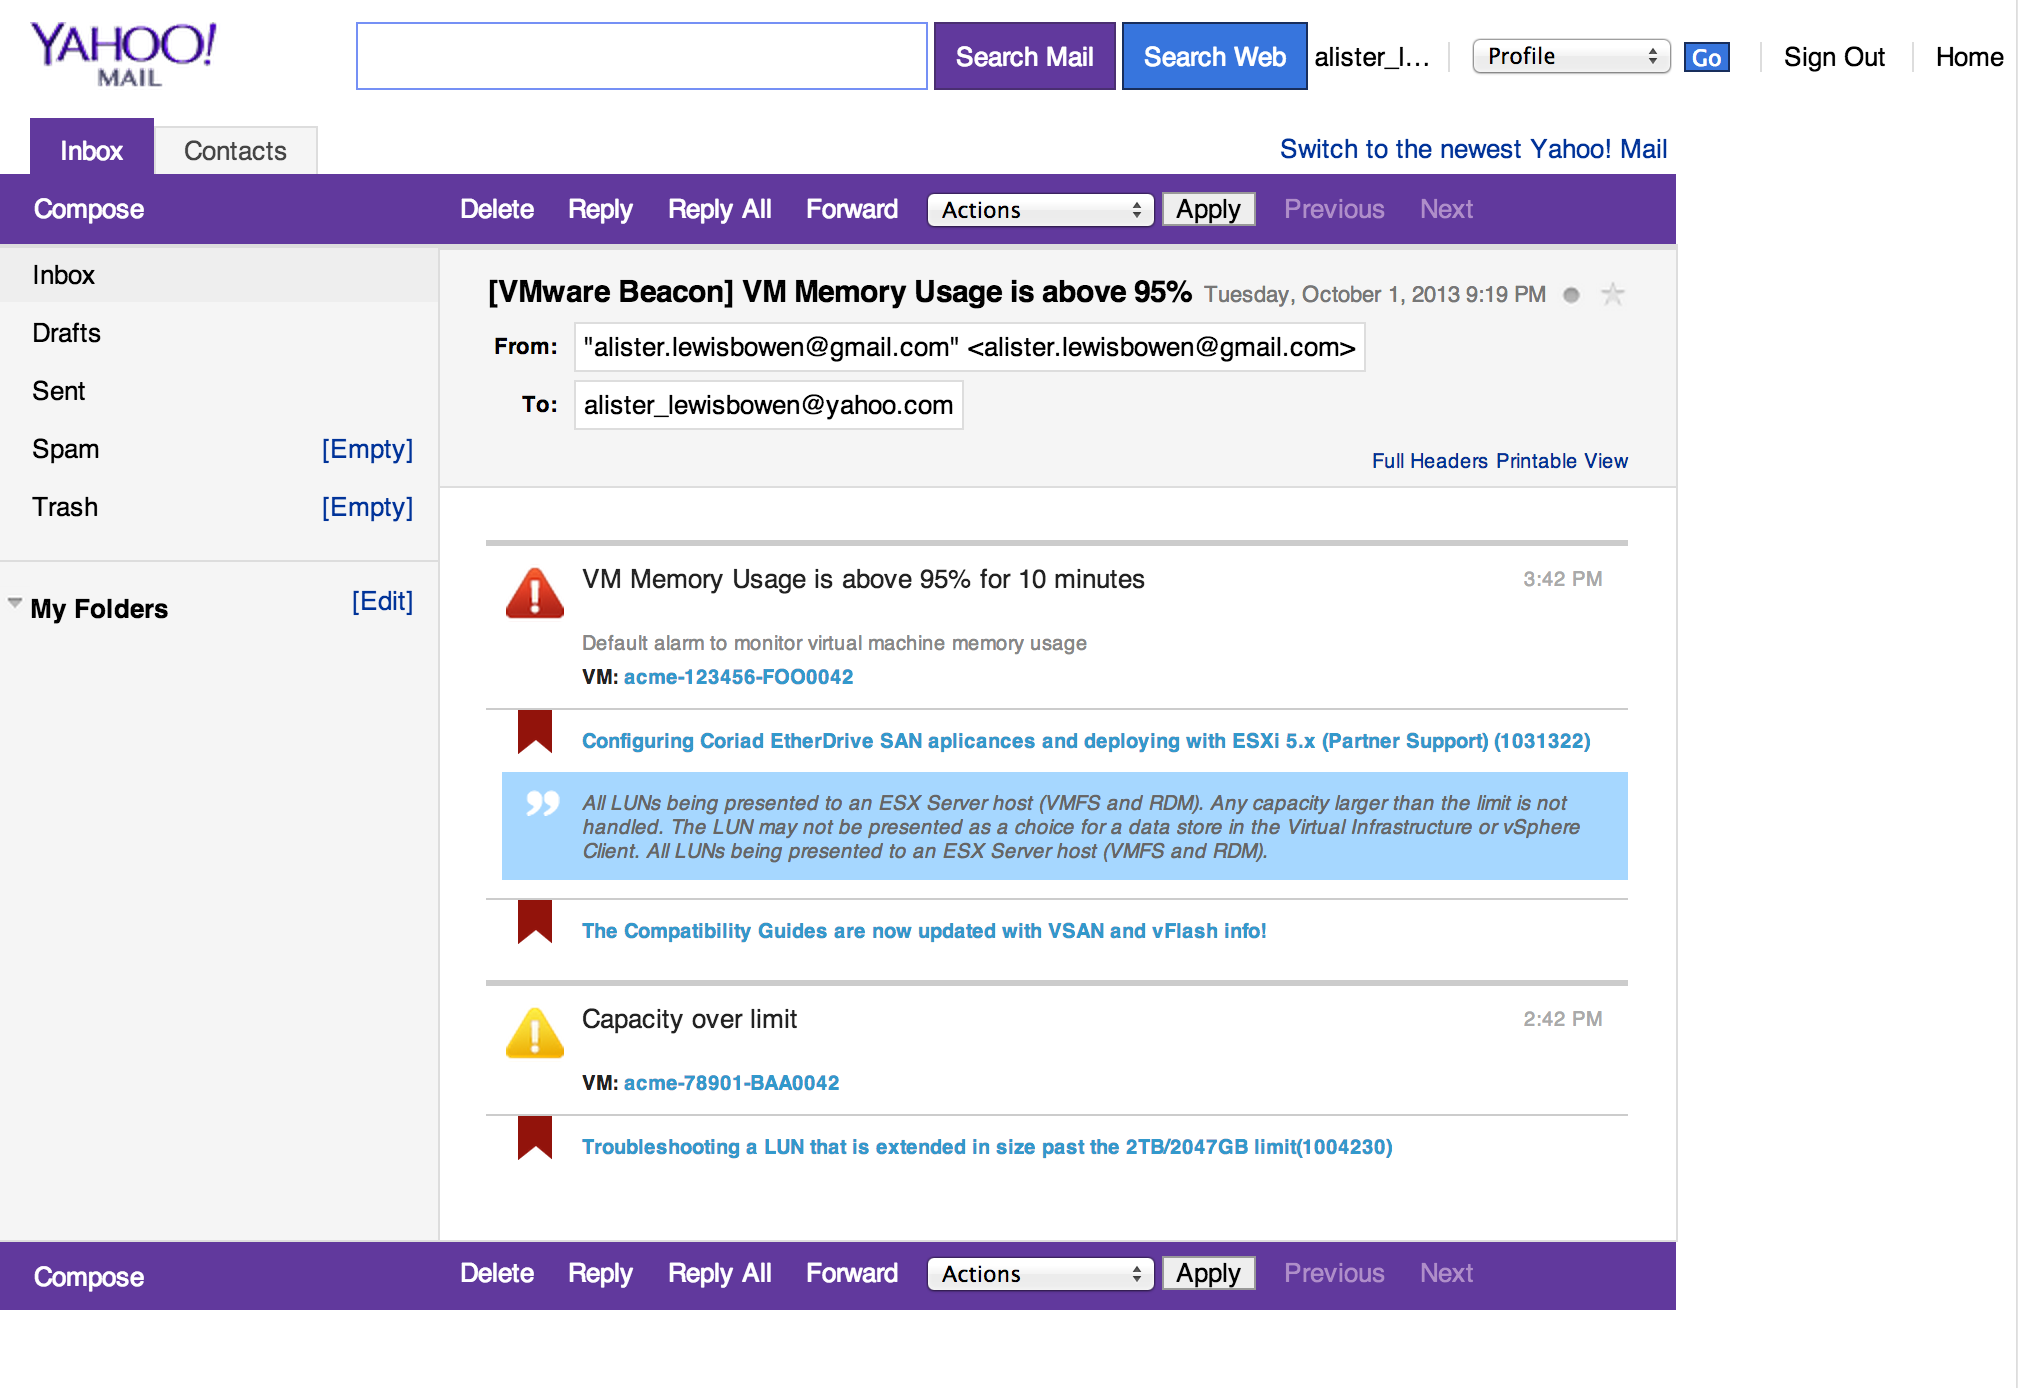 YAHOO!
MAIL
Search Mail
Search Web
alister_l...
Profile
Go
Sign Out
Home
Inbox
Contacts
Switch to the newest Yahoo! Mail
Compose
Delete
Reply
Reply All
Forward
Actions
Apply
Previous
Next
Inbox
Drafts
Sent
Spam
[Empty]
Trash
[Empty]
My Folders
[Edit]
[VMware Beacon] VM Memory Usage is above 95% Tuesday, October 1, 2013 9:19 PM
From: "alister.lewisbowen@gmail.com" <alister.lewisbowen@gmail.com>
To: alister_lewisbowen@yahoo.com
Full Headers Printable View
VM Memory Usage is above 95% for 10 minutes
3:42 PM
Default alarm to monitor virtual machine memory usage
VM: acme-123456-FOO0042
Configuring Coriad EtherDrive SAN aplicances and deploying with ESXi 5.x (Partner Support) (1031322)
All LUNs being presented to an ESX Server host (VMFS and RDM). Any capacity larger than the limit is not
handled. The LUN may not be presented as a choice for a data store in the Virtual Infrastructure or vSphere
Client. All LUNs being presented to an ESX Server host (VMFS and RDM).
The Compatibility Guides are now updated with VSAN and vFlash info!
Capacity over limit
2:42 PM
VM: acme-78901-BAA0042
Troubleshooting a LUN that is extended in size past the 2TB/2047GB limit(1004230)
Compose
Delete
Reply
Reply All
Forward
Actions
Apply
Previous
Next